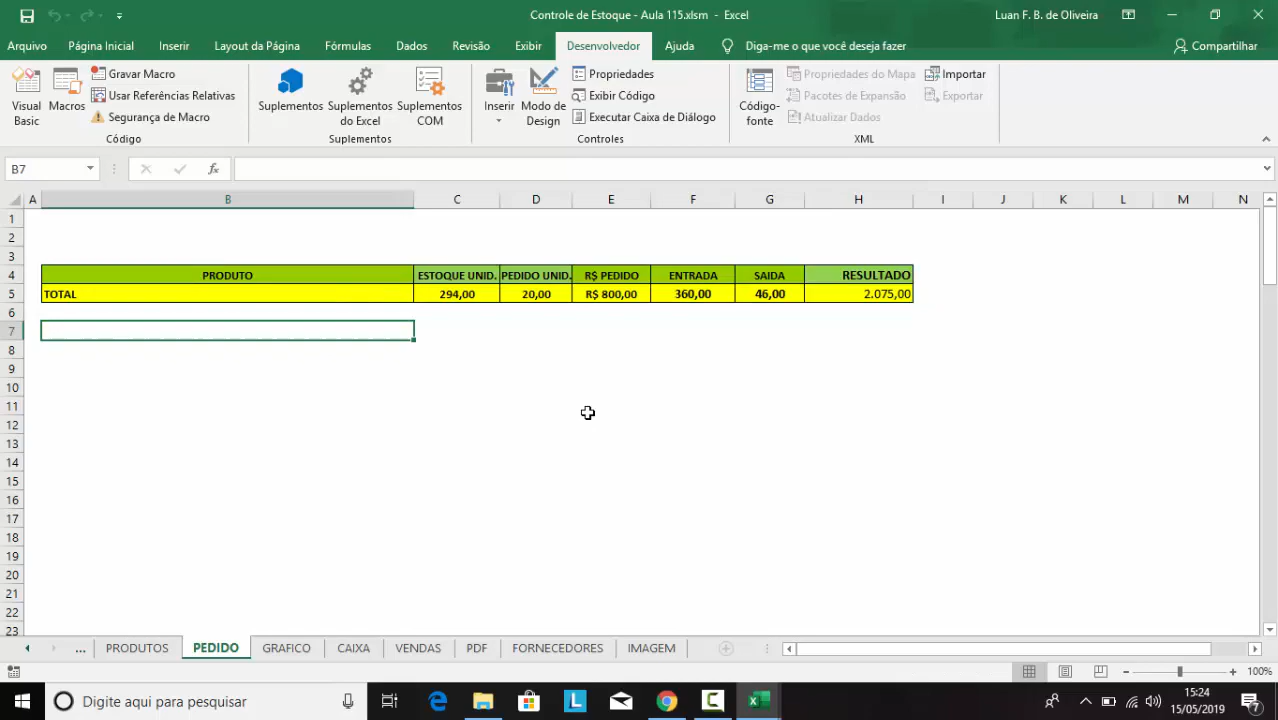 Controle de Estoque - Aula 115.xlsm - Excel
Luan F. B. de Oliveira
Arquivo Página Inicial Inserir Layout da Página Fórmulas Dados Revisão Exibir Desenvolvedor Ajuda Diga-me o que você deseja fazer Compartilhar
Visual Basic
Macros
Gravar Macro
Usar Referências Relativas
Segurança de Macro
Código
Suplementos
Suplementos do Excel
Suplementos COM
Suplementos
Inserir
Modo de Design
Propriedades
Exibir Código
Executar Caixa de Diálogo
Controles
Código-fonte
Propriedades do Mapa
Pacotes de Expansão
Atualizar Dados
Importar
Exportar
XML
B7 fx
A B C D E F G H I J K L M N
1
2
3
4 PRODUTO ESTOQUE UNID. PEDIDO UNID. R$ PEDIDO ENTRADA SAIDA RESULTADO
5 TOTAL 294,00 20,00 R$ 800,00 360,00 46,00 2.075,00
6
7
8
9
10
11
12
13
14
15
16
17
18
19
20
21
22
23
... PRODUTOS PEDIDO GRAFICO CAIXA VENDAS PDF FORNECEDORES IMAGEM
100%
Digite aqui para pesquisar
15:24
15/05/2019
7